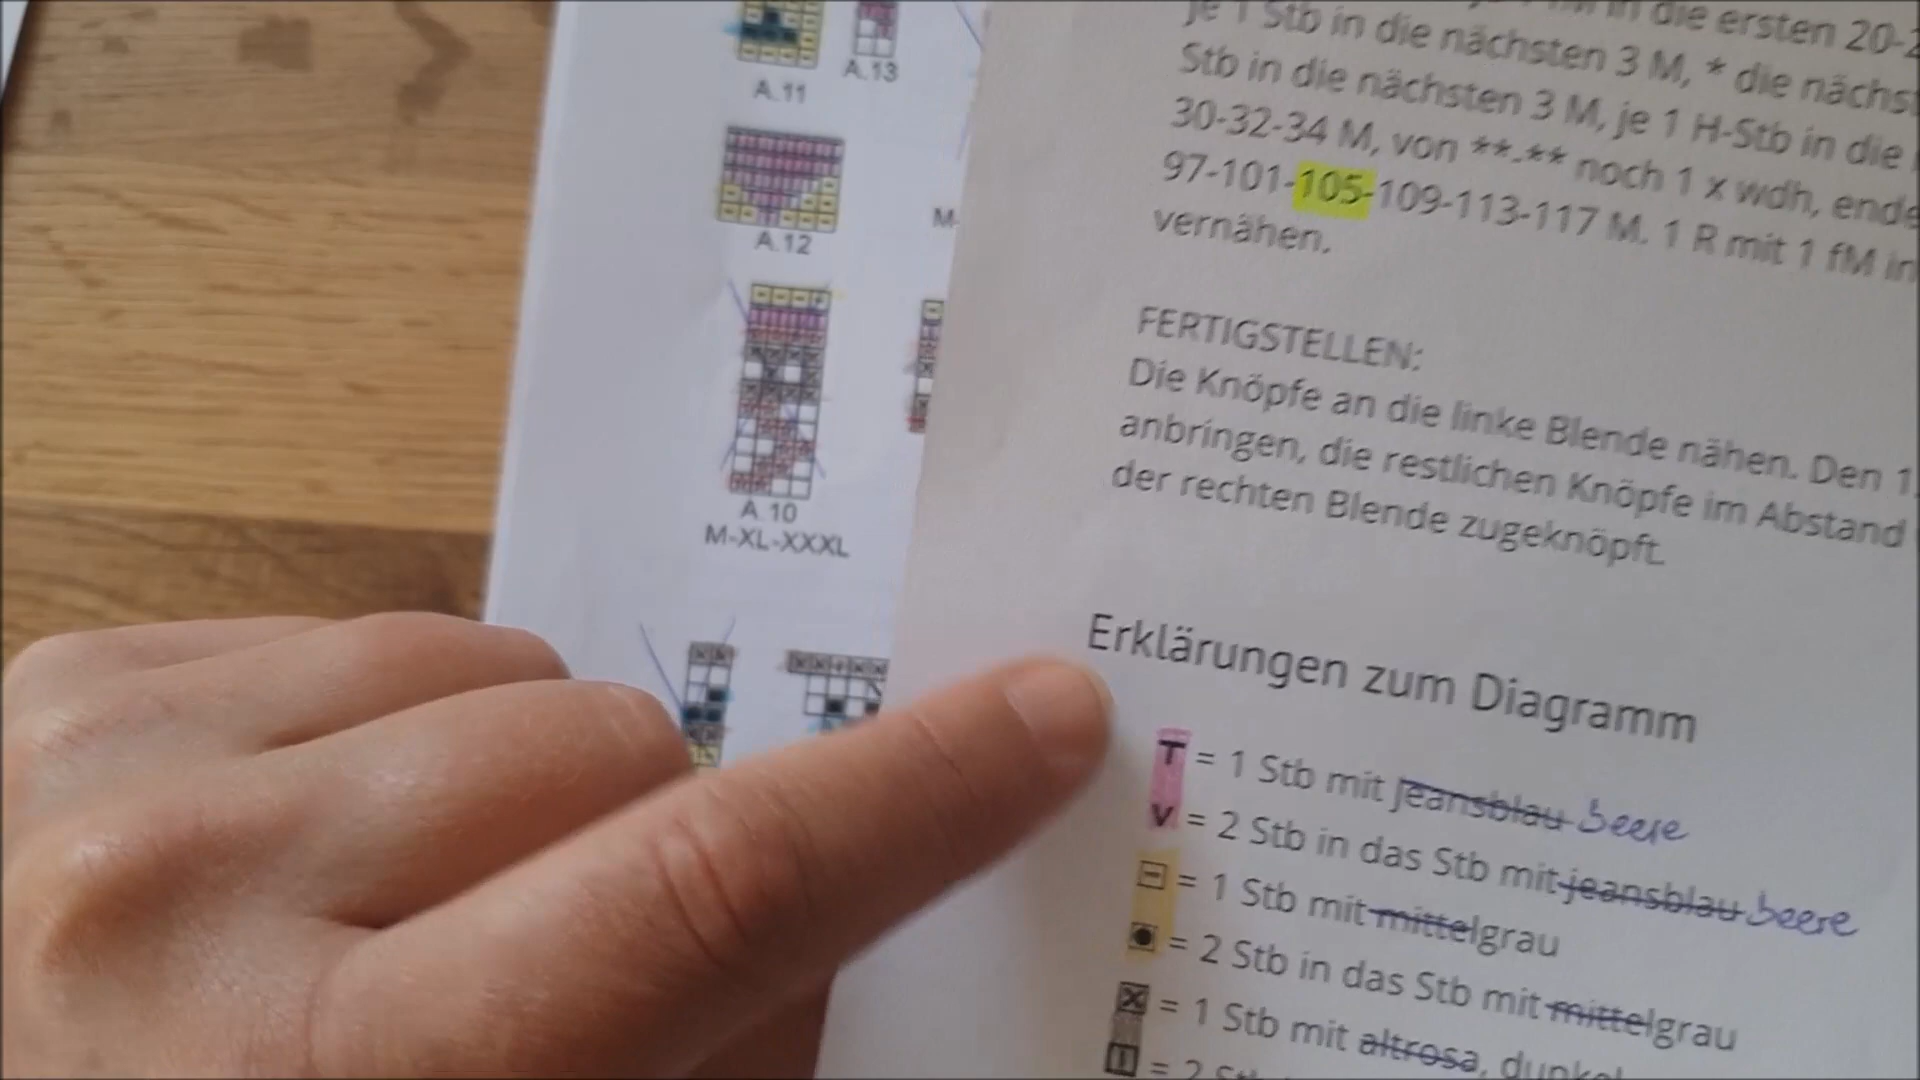 A.11
A.13
A.12
M-
A.10
M-XL-XXXL
die ersten 20-
je 1 Stb in die nächsten 3 M, * die nächst
Stb in die nächsten 3 M, je 1 H-Stb in die
30-32-34 M, von **-** noch 1 x wdh, ende
97-101-105-109-113-117 M. 1 R mit 1 fM in
vernähen.
FERTIGSTELLEN:
Die Knöpfe an die linke Blende nähen. Den 1.
anbringen, die restlichen Knöpfe im Abstand
der rechten Blende zugeknöpft.
Erklärungen zum Diagramm
T = 1 Stb mit jeansblau beere
V = 2 Stb in das Stb mit jeansblau beere
– = 1 Stb mit mittelgrau
● = 2 Stb in das Stb mit mittelgrau
X = 1 Stb mit altrosa, dunkel
I = 2 Stb